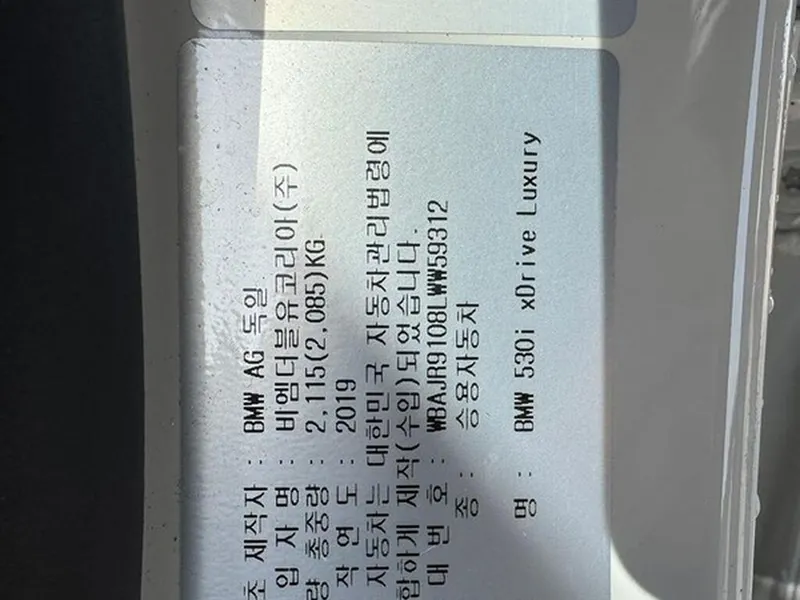 초 제작자 : BMW AG 독일
입 자 명 : 비엠더블유코리아(주)
량 총중량 : 2,115(2,085)KG
작 연 도 : 2019
자동차는 대한민국 자동차관리법령에
합하게 제작(수입)되었습니다.
대 번 호 : WBAJR9108LWW59312
종 : 승용자동차
명 : BMW 530i xDrive Luxury